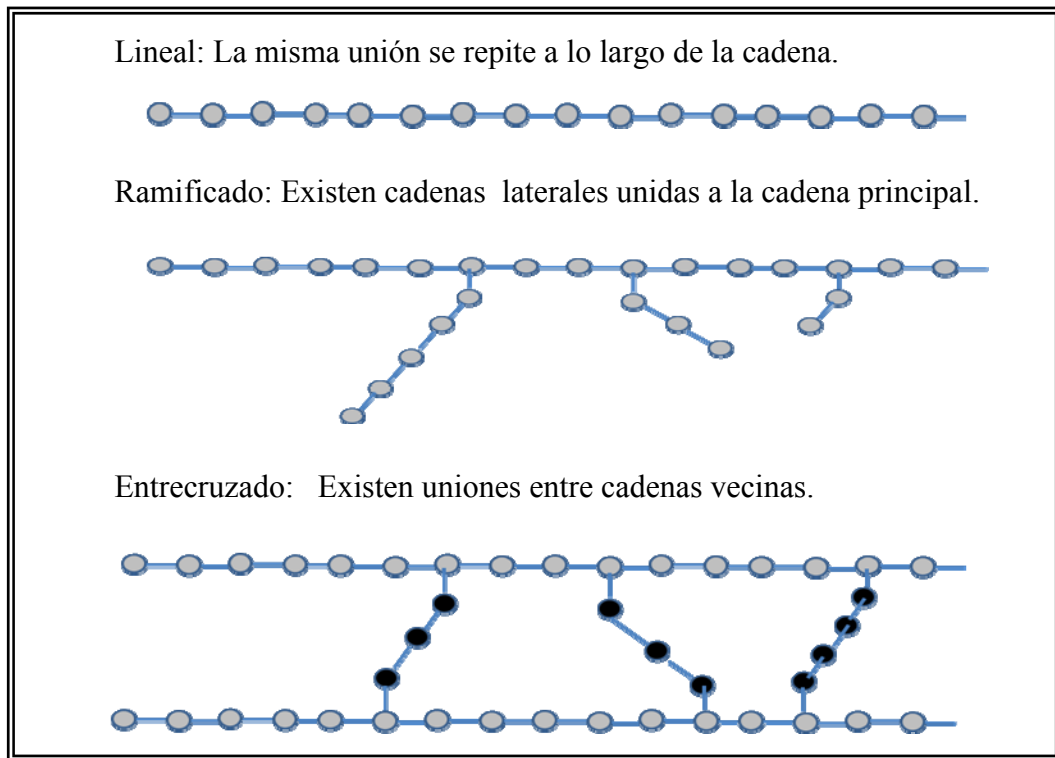 Lineal: La misma unión se repite a lo largo de la cadena.
Ramificado: Existen cadenas laterales unidas a la cadena principal.
Entrecruzado: Existen uniones entre cadenas vecinas.